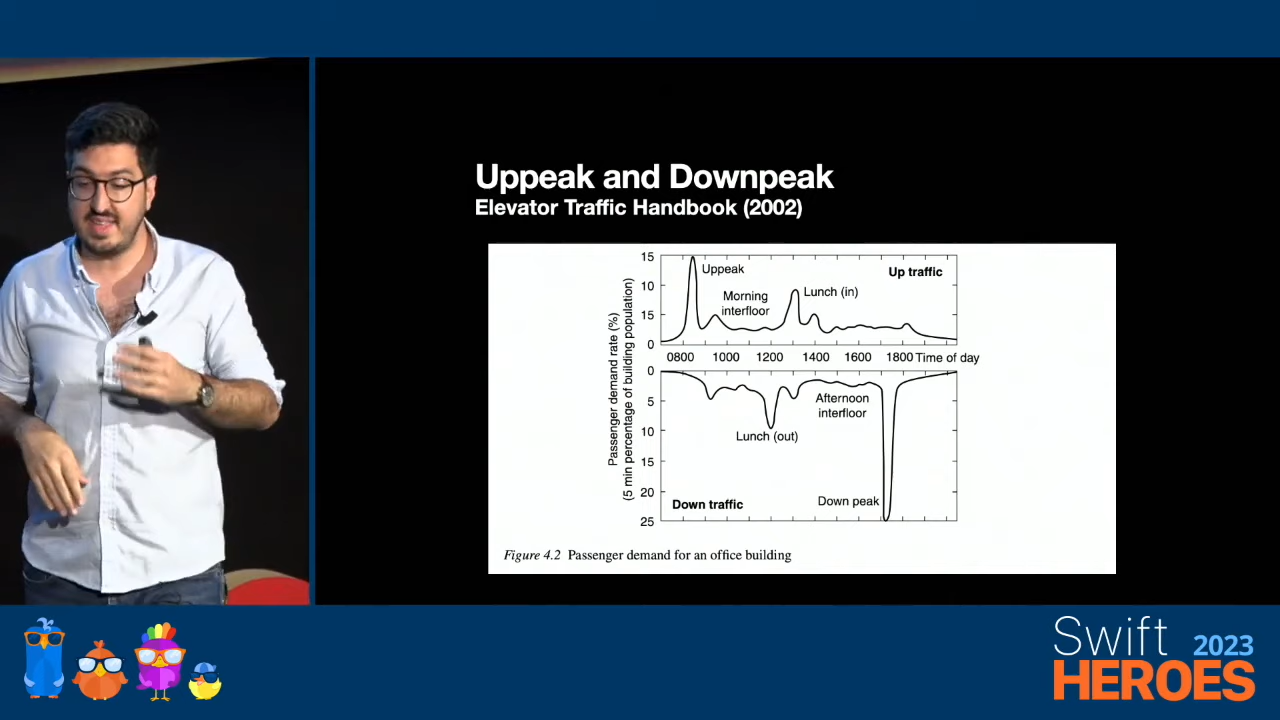 Uppeak and Downpeak
Elevator Traffic Handbook (2002)
15
10
15
0
Uppeak
Morning
interfloor
Lunch (in)
Up traffic
0800 1000 1200 1400 1600 1800 Time of day
Passenger demand rate (%)
(5 min percentage of building population)
0
5
10
15
20
25
Lunch (out)
Afternoon
interfloor
Down traffic
Down peak
Figure 4.2 Passenger demand for an office building
Swift 2023
HEROES